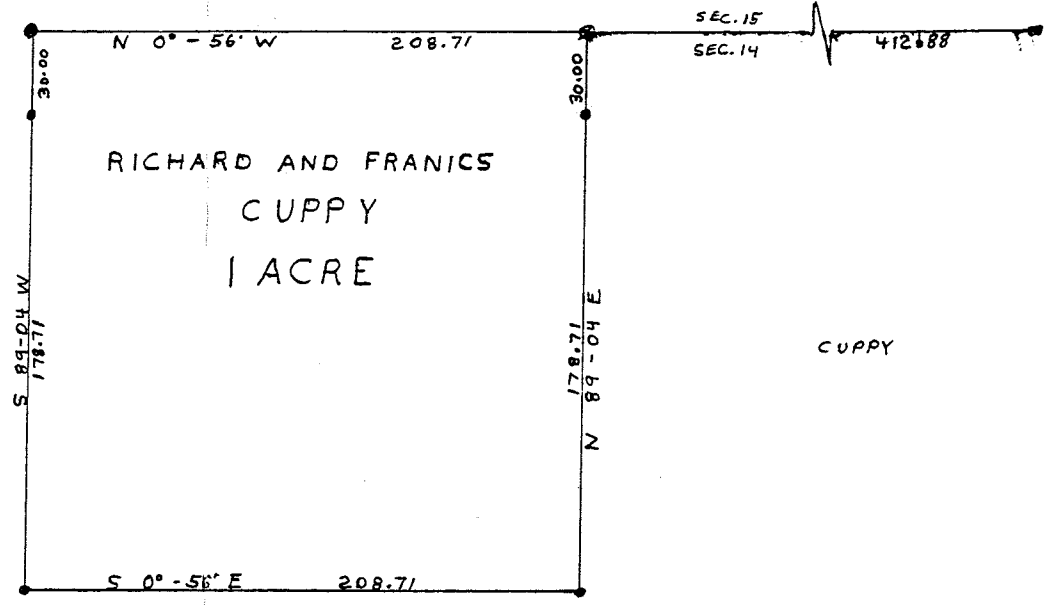 SEC. 15
N 0° - 56' W 208.71
SEC. 14
412.88
30.00
30.00
RICHARD AND FRANICS
CUPPY
1 ACRE
S 89-04 W
178.71
178.71
N 89-04 E
CUPPY
S 0° - 56' E 208.71